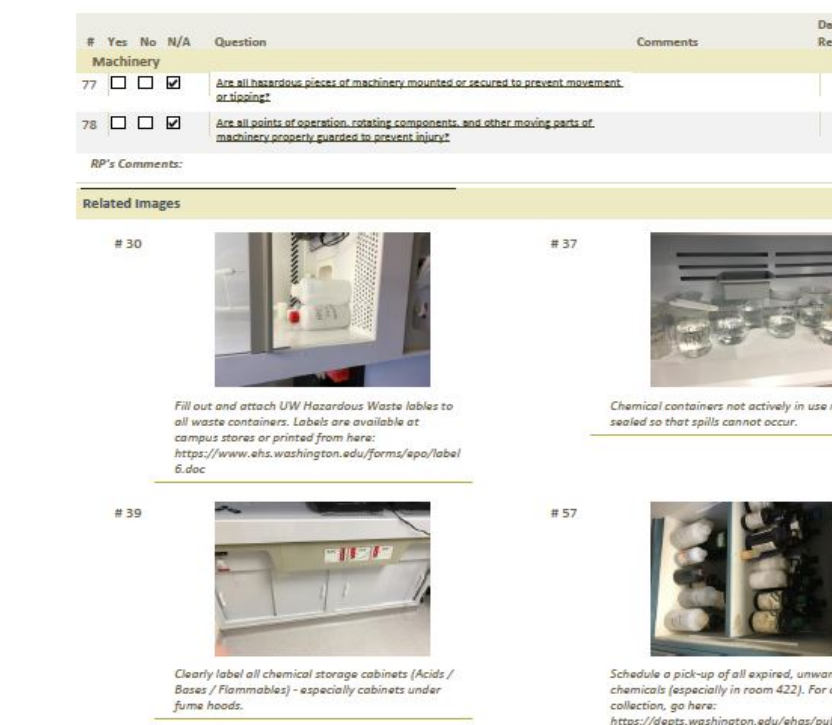 Da
# Yes No N/A Question Comments Re
Machinery
77 Are all hazardous pieces of machinery mounted or secured to prevent movement
or tipping?
78 Are all points of operation, rotating components, and other moving parts of
machinery properly guarded to prevent injury?
RP's Comments:
Related Images
# 30
# 37
Fill out and attach UW Hazardous Waste lables to
all waste containers. Labels are available at
campus stores or printed from here:
https://www.ehs.washington.edu/forms/epo/label
6.doc
Chemical containers not actively in use
sealed so that spills cannot occur.
# 39
# 57
Clearly label all chemical storage cabinets (Acids /
Bases / Flammables) - especially cabinets under
fume hoods.
Schedule a pick-up of all expired, unwan
chemicals (especially in room 422). For
collection, go here:
https://depts.washington.edu/ehas/pu